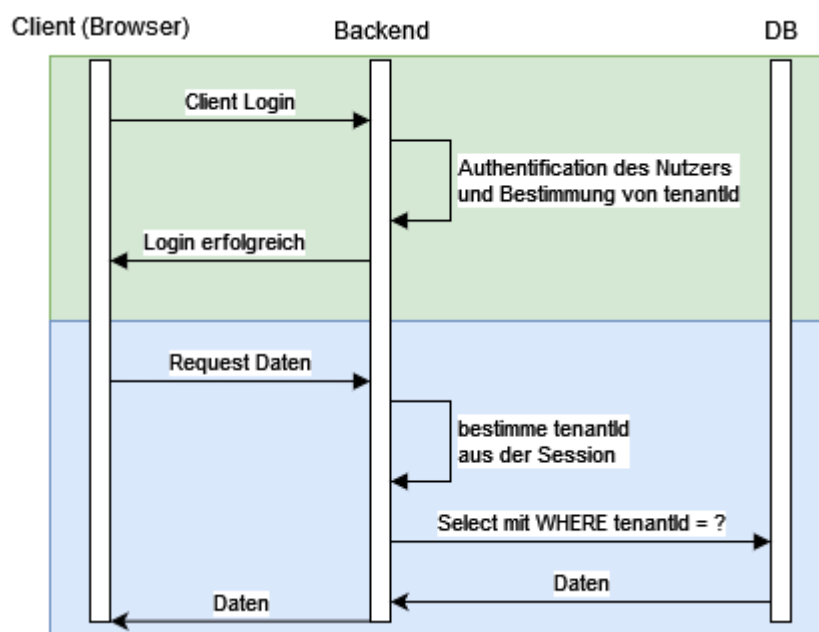 Client (Browser)
Backend
DB
Client Login
Authentification des Nutzers
und Bestimmung von tenantId
Login erfolgreich
Request Daten
bestimme tenantId
aus der Session
Select mit WHERE tenantId = ?
Daten
Daten